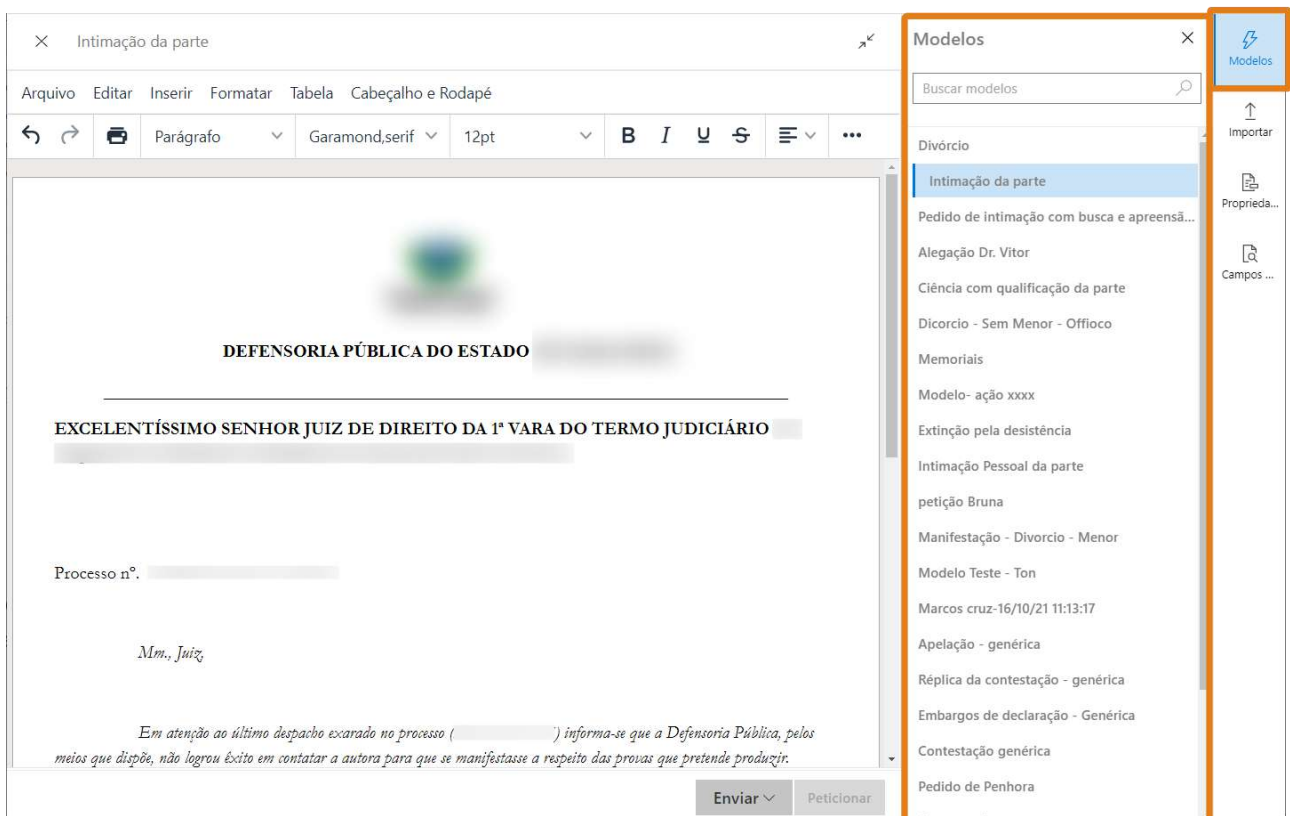 Intimação da parte
Arquivo Editar Inserir Formatar Tabela Cabeçalho e Rodapé
Parágrafo Garamond,serif 12pt B I U S
DEFENSORIA PÚBLICA DO ESTADO
EXCELENTÍSSIMO SENHOR JUIZ DE DIREITO DA 1ª VARA DO TERMO JUDICIÁRIO
Processo nº.
Mm., Juiz,
Em atenção ao último despacho exarado no processo ( ) informa-se que a Defensoria Pública, pelos
meios que dispõe, não logrou êxito em contatar a autora para que se manifestasse a respeito das provas que pretende produzir.
Enviar Peticionar
Modelos
Buscar modelos
Divórcio
Intimação da parte
Pedido de intimação com busca e apreensã...
Alegação Dr. Vitor
Ciência com qualificação da parte
Dicorcio - Sem Menor - Offioco
Memoriais
Modelo- ação xxxx
Extinção pela desistência
Intimação Pessoal da parte
petição Bruna
Manifestação - Divorcio - Menor
Modelo Teste - Ton
Marcos cruz-16/10/21 11:13:17
Apelação - genérica
Réplica da contestação - genérica
Embargos de declaração - Genérica
Contestação genérica
Pedido de Penhora
Modelos
Importar
Proprieda...
Campos ...